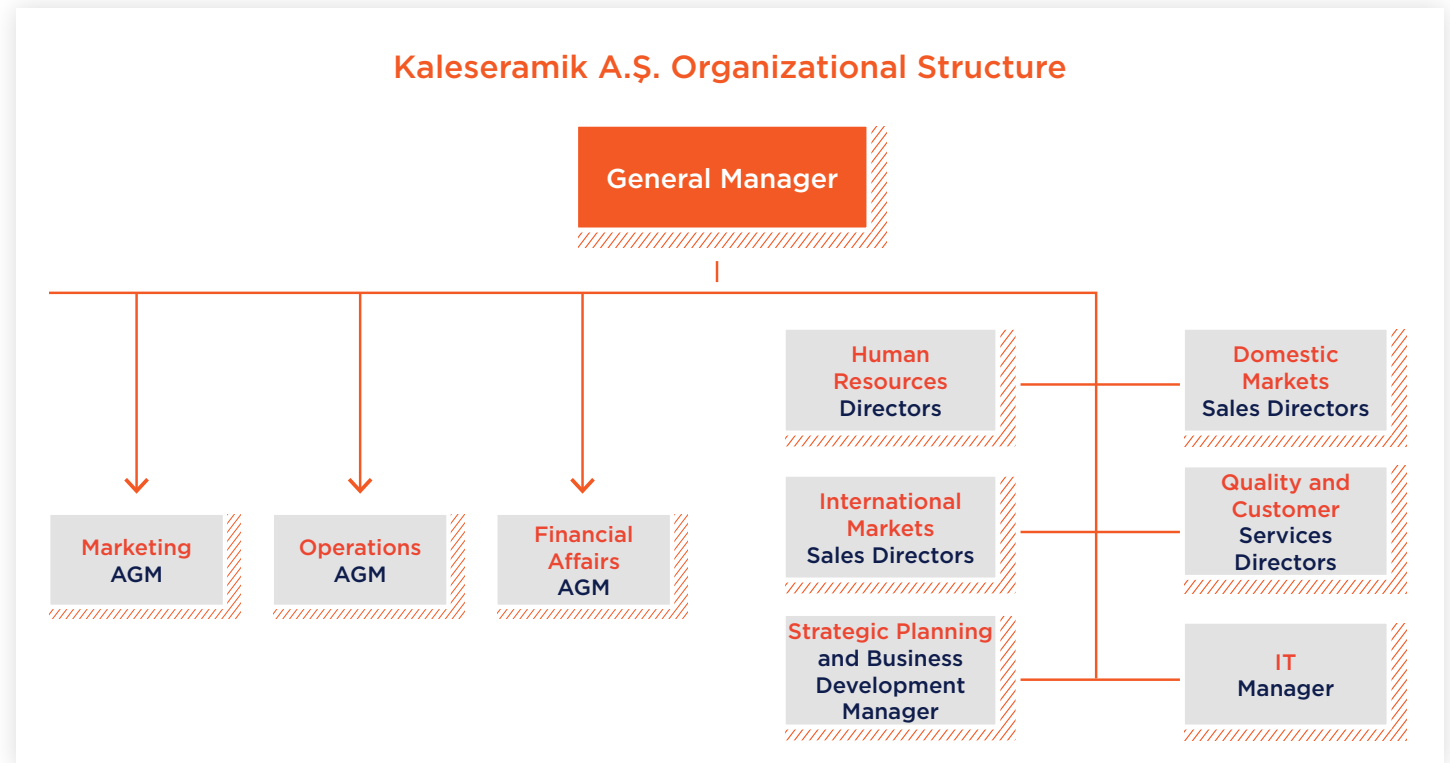 Kaleseramik A.Ş. Organizational Structure
General Manager
Human
Resources
Directors
Domestic
Markets
Sales Directors
International
Markets
Sales Directors
Quality and
Customer
Services
Directors
Marketing
AGM
Operations
AGM
Financial
Affairs
AGM
Strategic Planning
and Business
Development
Manager
IT
Manager